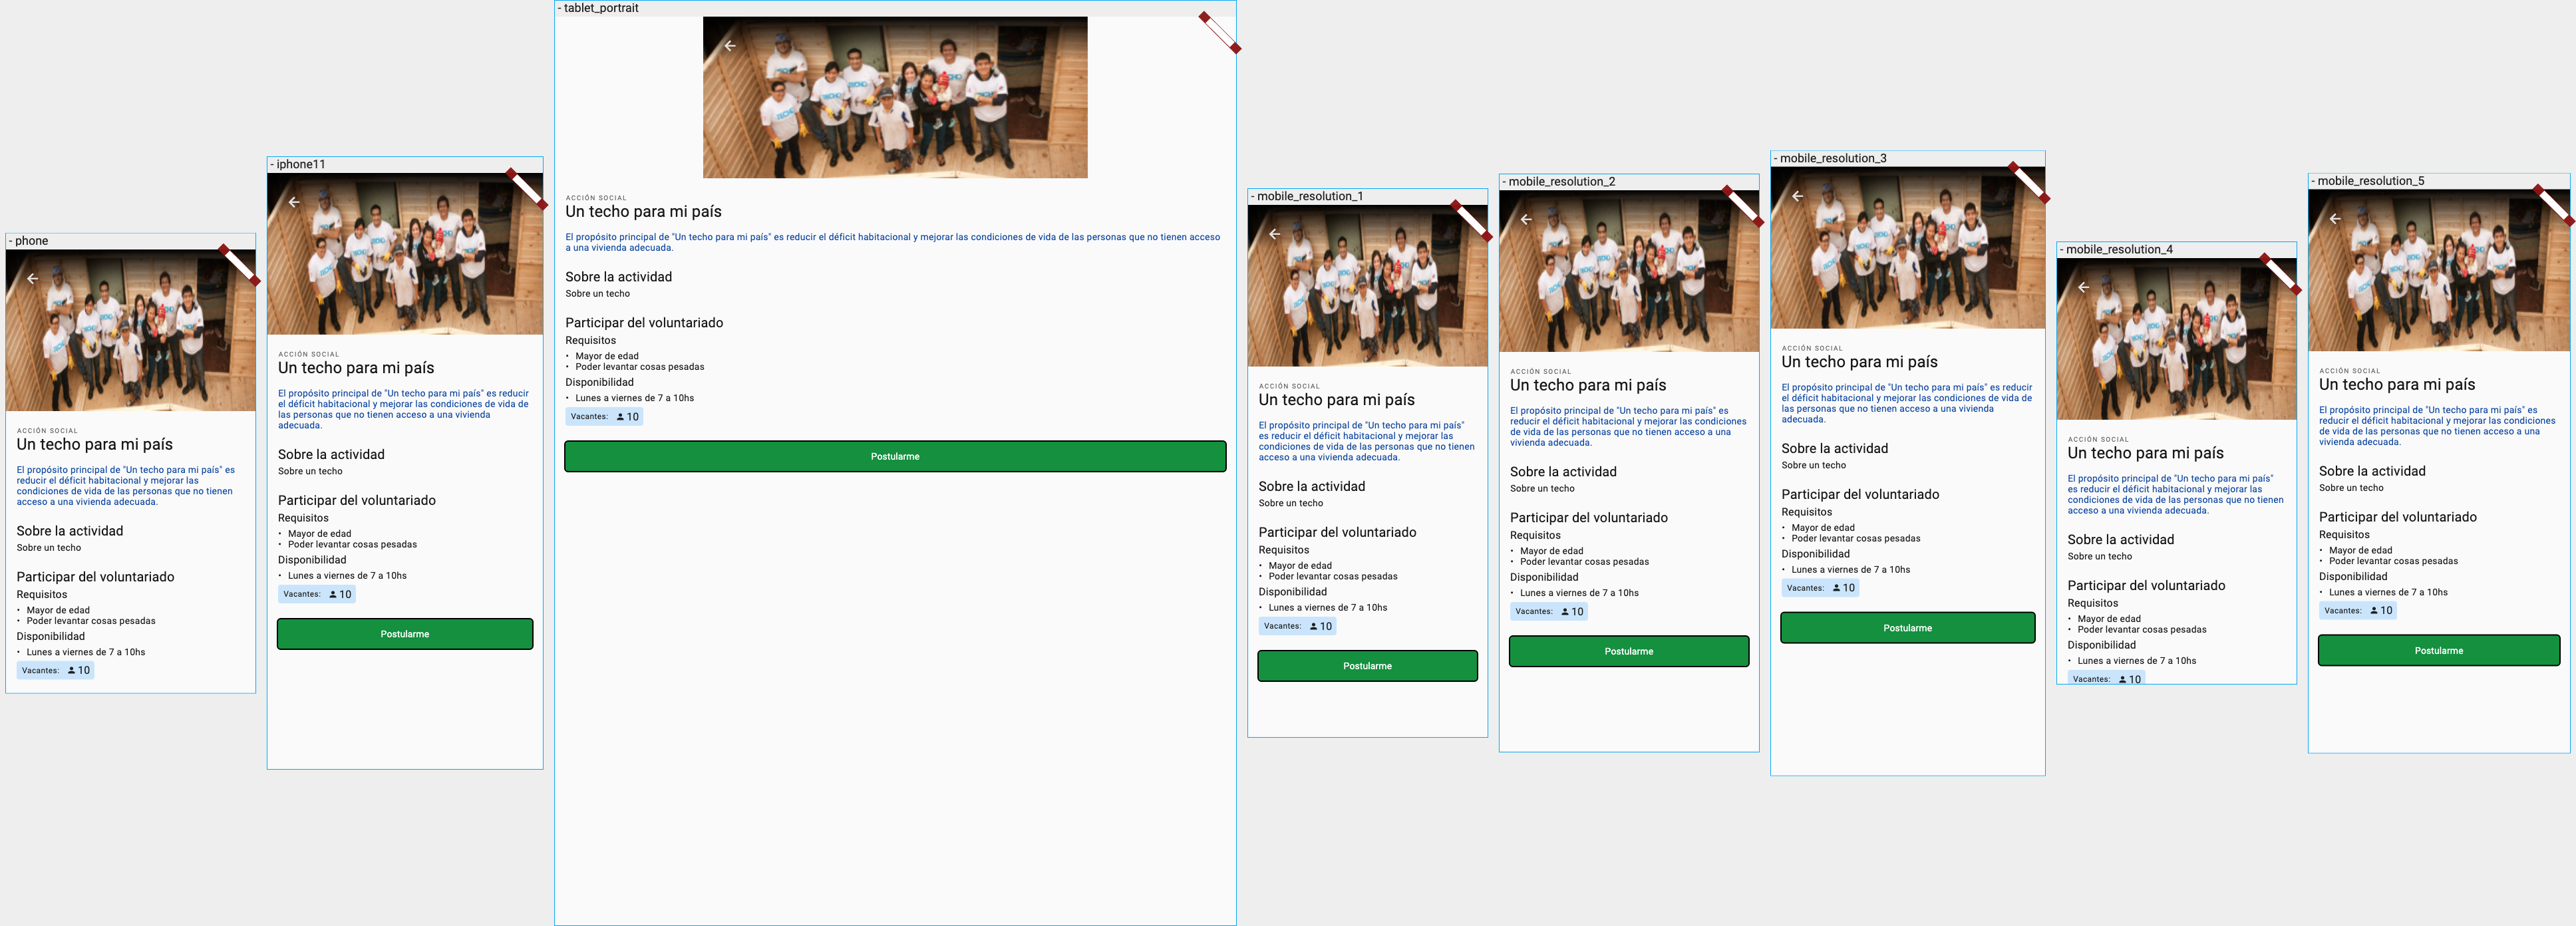 - phone
ACCIÓN SOCIAL
Un techo para mi país
El propósito principal de "Un techo para mi país" es
reducir el déficit habitacional y mejorar las
condiciones de vida de las personas que no tienen
acceso a una vivienda adecuada.
Sobre la actividad
Sobre un techo
Participar del voluntariado
Requisitos
• Mayor de edad
• Poder levantar cosas pesadas
Disponibilidad
• Lunes a viernes de 7 a 10hs
Vacantes: 10
- iphone11
ACCIÓN SOCIAL
Un techo para mi país
El propósito principal de "Un techo para mi país" es reducir
el déficit habitacional y mejorar las condiciones de vida de
las personas que no tienen acceso a una vivienda
adecuada.
Sobre la actividad
Sobre un techo
Participar del voluntariado
Requisitos
• Mayor de edad
• Poder levantar cosas pesadas
Disponibilidad
• Lunes a viernes de 7 a 10hs
Vacantes: 10
Postularme
- tablet_portrait
ACCIÓN SOCIAL
Un techo para mi país
El propósito principal de "Un techo para mi país" es reducir el déficit habitacional y mejorar las condiciones de vida de las personas que no tienen acceso
a una vivienda adecuada.
Sobre la actividad
Sobre un techo
Participar del voluntariado
Requisitos
• Mayor de edad
• Poder levantar cosas pesadas
Disponibilidad
• Lunes a viernes de 7 a 10hs
Vacantes: 10
Postularme
- mobile_resolution_1
ACCIÓN SOCIAL
Un techo para mi país
El propósito principal de "Un techo para mi país"
es reducir el déficit habitacional y mejorar las
condiciones de vida de las personas que no tienen
acceso a una vivienda adecuada.
Sobre la actividad
Sobre un techo
Participar del voluntariado
Requisitos
• Mayor de edad
• Poder levantar cosas pesadas
Disponibilidad
• Lunes a viernes de 7 a 10hs
Vacantes: 10
Postularme
- mobile_resolution_2
ACCIÓN SOCIAL
Un techo para mi país
El propósito principal de "Un techo para mi país" es
reducir el déficit habitacional y mejorar las condiciones
de vida de las personas que no tienen acceso a una
vivienda adecuada.
Sobre la actividad
Sobre un techo
Participar del voluntariado
Requisitos
• Mayor de edad
• Poder levantar cosas pesadas
Disponibilidad
• Lunes a viernes de 7 a 10hs
Vacantes: 10
Postularme
- mobile_resolution_3
ACCIÓN SOCIAL
Un techo para mi país
El propósito principal de "Un techo para mi país" es reducir
el déficit habitacional y mejorar las condiciones de vida de
las personas que no tienen acceso a una vivienda
adecuada.
Sobre la actividad
Sobre un techo
Participar del voluntariado
Requisitos
• Mayor de edad
• Poder levantar cosas pesadas
Disponibilidad
• Lunes a viernes de 7 a 10hs
Vacantes: 10
Postularme
- mobile_resolution_4
ACCIÓN SOCIAL
Un techo para mi país
El propósito principal de "Un techo para mi país"
es reducir el déficit habitacional y mejorar las
condiciones de vida de las personas que no tienen
acceso a una vivienda adecuada.
Sobre la actividad
Sobre un techo
Participar del voluntariado
Requisitos
• Mayor de edad
• Poder levantar cosas pesadas
Disponibilidad
• Lunes a viernes de 7 a 10hs
Vacantes: 10
- mobile_resolution_5
ACCIÓN SOCIAL
Un techo para mi país
El propósito principal de "Un techo para mi país" es
reducir el déficit habitacional y mejorar las condiciones
de vida de las personas que no tienen acceso a una
vivienda adecuada.
Sobre la actividad
Sobre un techo
Participar del voluntariado
Requisitos
• Mayor de edad
• Poder levantar cosas pesadas
Disponibilidad
• Lunes a viernes de 7 a 10hs
Vacantes: 10
Postularme